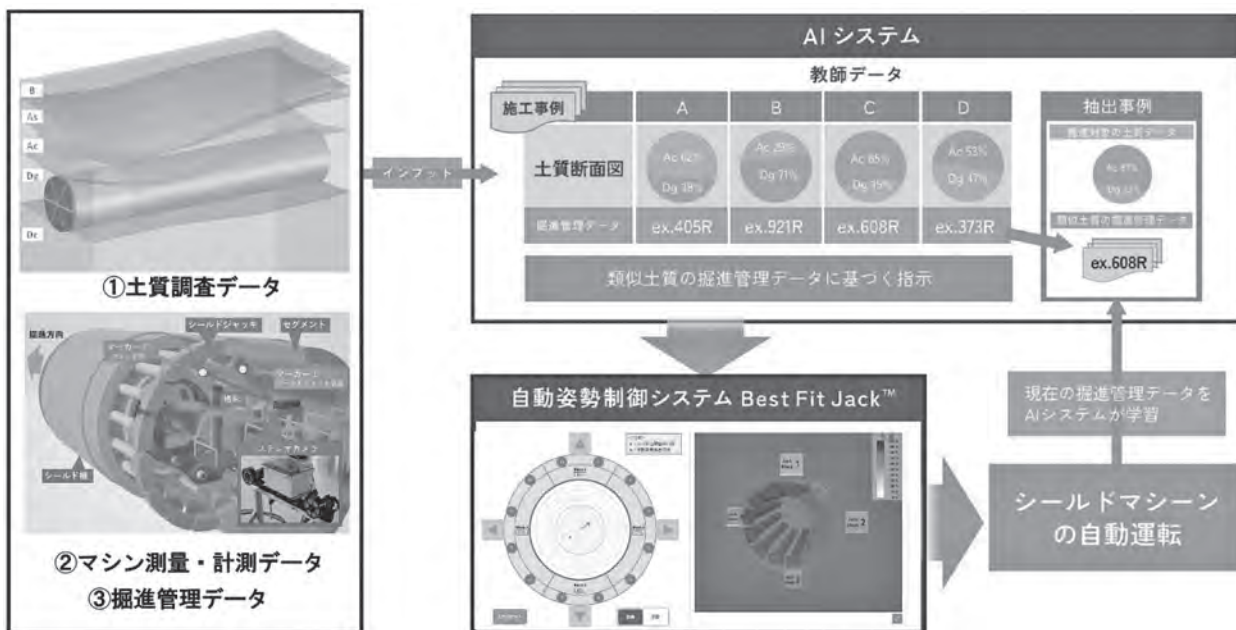 B
As
Ac
Dg
Dc
①土質調査データ
掘進方向
シールドジャッキ
セグメント
ステレオカメラ
シールド機
②マシン測量・計測データ
③掘進管理データ
インプット
AI システム
教師データ
施工事例
A
B
C
D
土質断面図
Ac 62%
Dg 38%
Ac 29%
Dg 71%
Ac 85%
Dg 15%
Ac 53%
Dg 47%
掘進管理データ
ex.405R
ex.921R
ex.608R
ex.373R
類似土質の掘進管理データに基づく指示
抽出事例
掘進対象の土質データ
類似土質の掘進管理データ
ex.608R
自動姿勢制御システム Best Fit Jack™
現在の掘進管理データを
AIシステムが学習
シールドマシーン
の自動運転